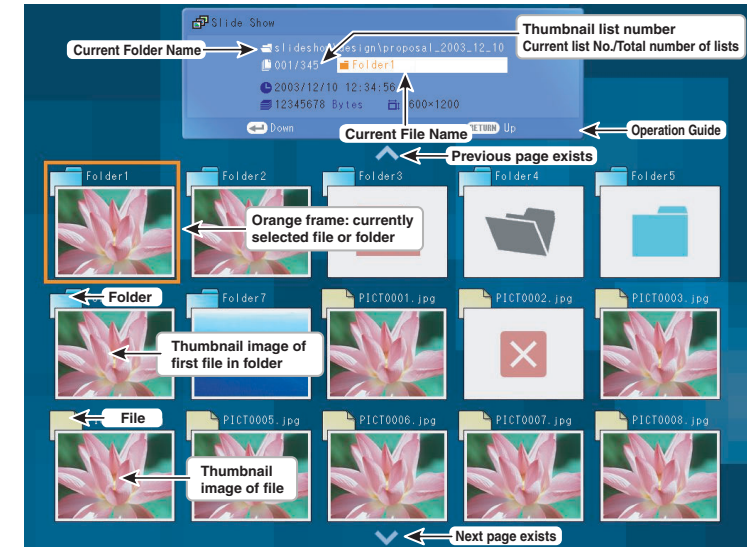 Slide Show
Thumbnail list number
Current list No./Total number of lists
Current Folder Name
slideshow\design\proposal_2003_12_10
001/345 Folder1
2003/12/10 12:34:56
12345678 Bytes 600×1200
Down
Current File Name
RETURN Up
Operation Guide
Previous page exists
Folder1 Folder2 Folder3 Folder4 Folder5
Orange frame: currently
selected file or folder
Folder
Folder7 PICT0001.jpg PICT0002.jpg PICT0003.jpg
Thumbnail image of
first file in folder
File
PICT0005.jpg PICT0006.jpg PICT0007.jpg PICT0008.jpg
Thumbnail
image of file
Next page exists